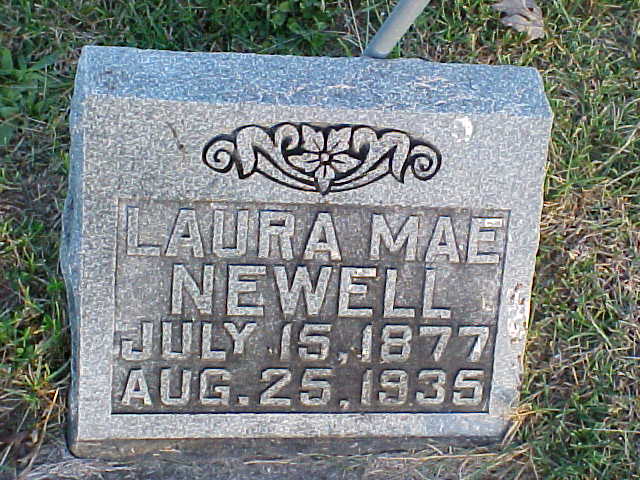 LAURA MAE
NEWELL
JULY 15, 1877
AUG. 25, 1935